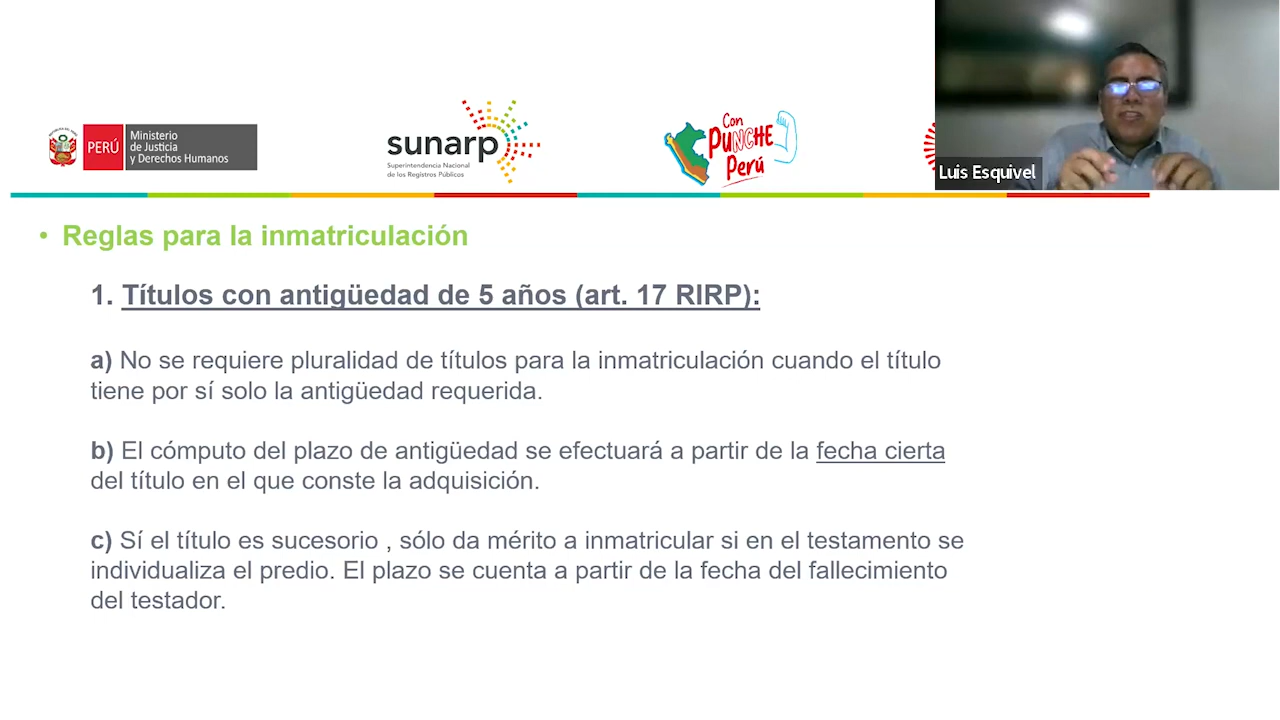 PERÚ
Ministerio
de Justicia
y Derechos Humanos
sunarp
Superintendencia Nacional
de los Registros Públicos
Con
PUNCHE
Perú
Luis Esquivel
• Reglas para la inmatriculación
1. Títulos con antigüedad de 5 años (art. 17 RIRP):
a) No se requiere pluralidad de títulos para la inmatriculación cuando el título
tiene por sí solo la antigüedad requerida.
b) El cómputo del plazo de antigüedad se efectuará a partir de la fecha cierta
del título en el que conste la adquisición.
c) Sí el título es sucesorio , sólo da mérito a inmatricular si en el testamento se
individualiza el predio. El plazo se cuenta a partir de la fecha del fallecimiento
del testador.